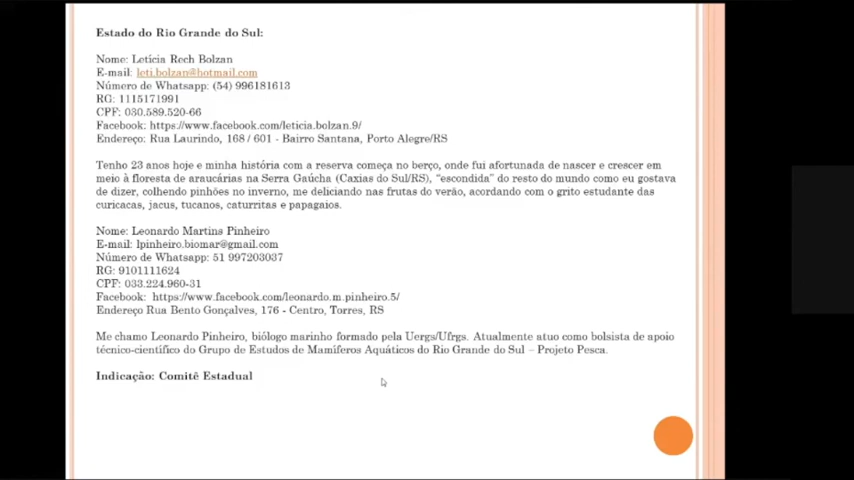 Estado do Rio Grande do Sul:
Nome: Letícia Rech Bolzan
E-mail: leti.bolzan@hotmail.com
Número de Whatsapp: (54) 996181613
RG: 1115171991
CPF: 030.589.520-66
Facebook: https://www.facebook.com/leticia.bolzan.9/
Endereço: Rua Laurindo, 168 / 601 - Bairro Santana, Porto Alegre/RS
Tenho 23 anos hoje e minha história com a reserva começa no berço, onde fui afortunada de nascer e crescer em
meio à floresta de araucárias na Serra Gaúcha (Caxias do Sul/RS), “escondida” do resto do mundo como eu gostava
de dizer, colhendo pinhões no inverno, me deliciando nas frutas do verão, acordando com o grito estudante das
curicacas, jacus, tucanos, caturritas e papagaios.
Nome: Leonardo Martins Pinheiro
E-mail: lpinheiro.biomar@gmail.com
Número de Whatsapp: 51 997203037
RG: 9101111624
CPF: 033.224.960-31
Facebook: https://www.facebook.com/leonardo.m.pinheiro.5/
Endereço Rua Bento Gonçalves, 176 - Centro, Torres, RS
Me chamo Leonardo Pinheiro, biólogo marinho formado pela Uergs/Ufrgs. Atualmente atuo como bolsista de apoio
técnico-científico do Grupo de Estudos de Mamíferos Aquáticos do Rio Grande do Sul – Projeto Pesca.
Indicação: Comitê Estadual